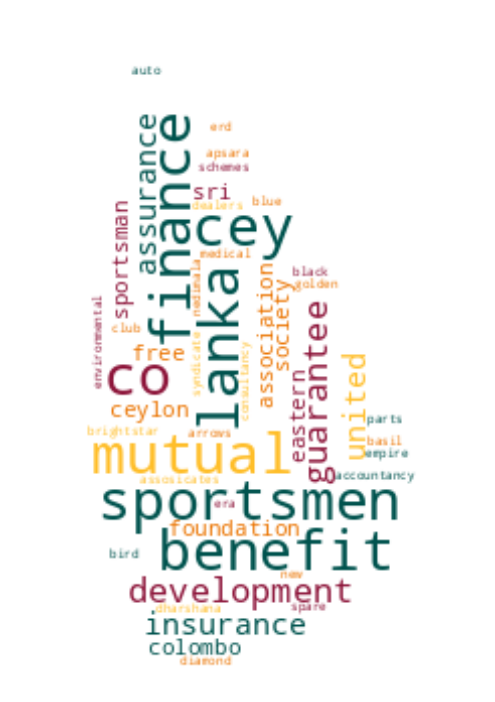 auto
erd
apsara
schemes
assurance
finance
sri
dealers
blue
sportsman
cey
medical
nedimala
lanka
association
society
black
golden
environmental
club
free
syndicate
consultancy
guarantee
co
eastern
united
ceylon
parts
brightstar
arrows
mutual
basil
empire
assosicates
accountancy
sportsmen
era
foundation
benefit
bird
new
development
dharshana
spare
insurance
colombo
diamond